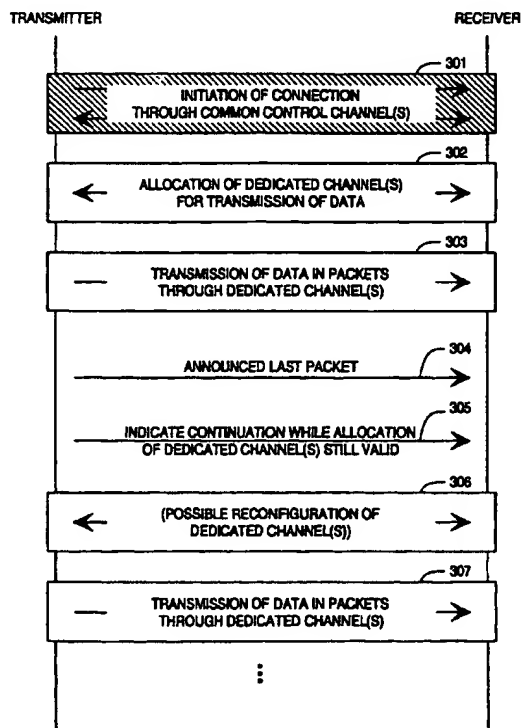 TRANSMITTER RECEIVER
301
INITIATION OF CONNECTION
THROUGH COMMON CONTROL CHANNEL(S)
302
ALLOCATION OF DEDICATED CHANNEL(S)
FOR TRANSMISSION OF DATA
303
TRANSMISSION OF DATA IN PACKETS
THROUGH DEDICATED CHANNEL(S)
304
ANNOUNCED LAST PACKET
305
INDICATE CONTINUATION WHILE ALLOCATION
OF DEDICATED CHANNEL(S) STILL VALID
306
(POSSIBLE RECONFIGURATION OF
DEDICATED CHANNEL(S))
307
TRANSMISSION OF DATA IN PACKETS
THROUGH DEDICATED CHANNEL(S)